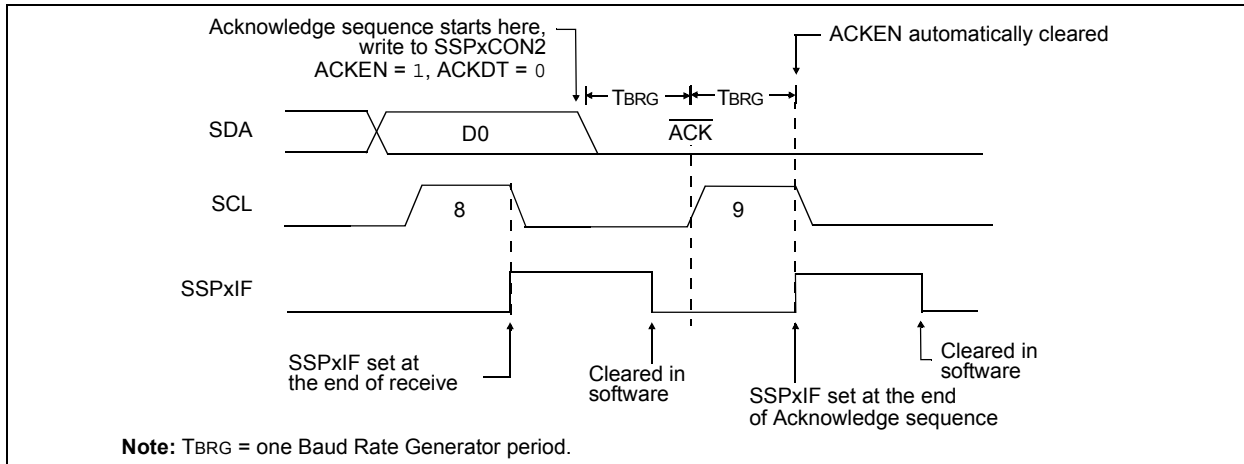 Acknowledge sequence starts here,
write to SSPxCON2
ACKEN = 1, ACKDT = 0
ACKEN automatically cleared
TBRG
TBRG
SDA
D0
ACK
SCL
8
9
SSPxIF
SSPxIF set at
the end of receive
Cleared in
software
SSPxIF set at the end
of Acknowledge sequence
Cleared in
software
Note: TBRG = one Baud Rate Generator period.